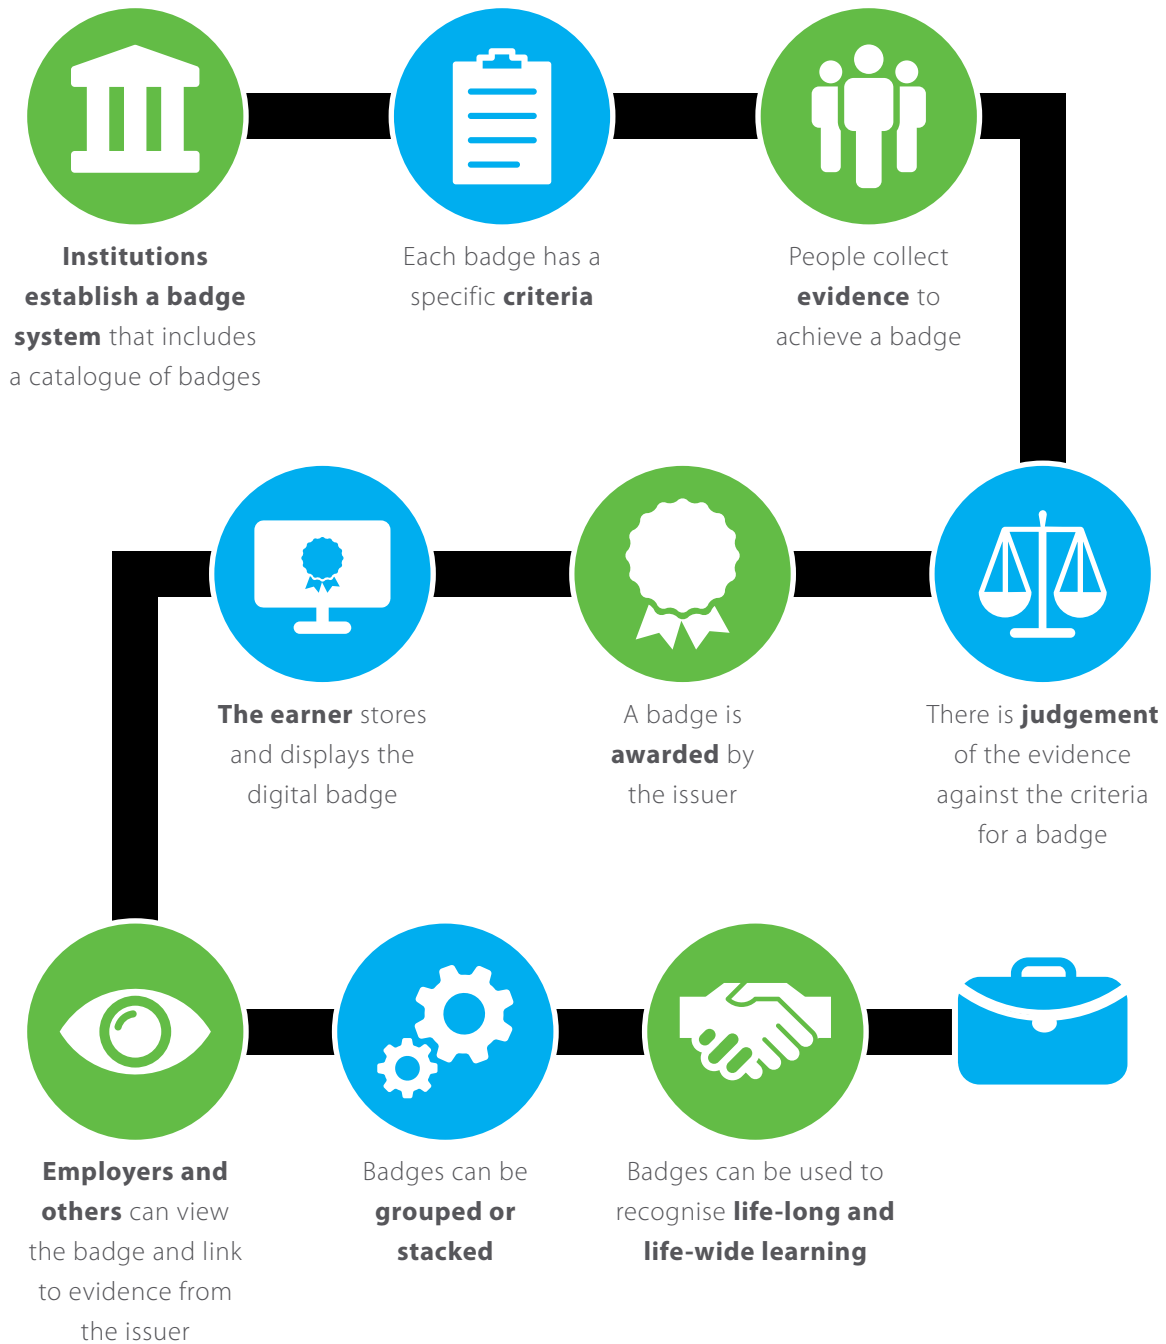 Institutions
establish a badge
system that includes
a catalogue of badges
Each badge has a
specific criteria
People collect
evidence to
achieve a badge
There is judgement
of the evidence
against the criteria
for a badge
A badge is
awarded by
the issuer
The earner stores
and displays the
digital badge
Employers and
others can view
the badge and link
to evidence from
the issuer
Badges can be
grouped or
stacked
Badges can be used to
recognise life-long and
life-wide learning